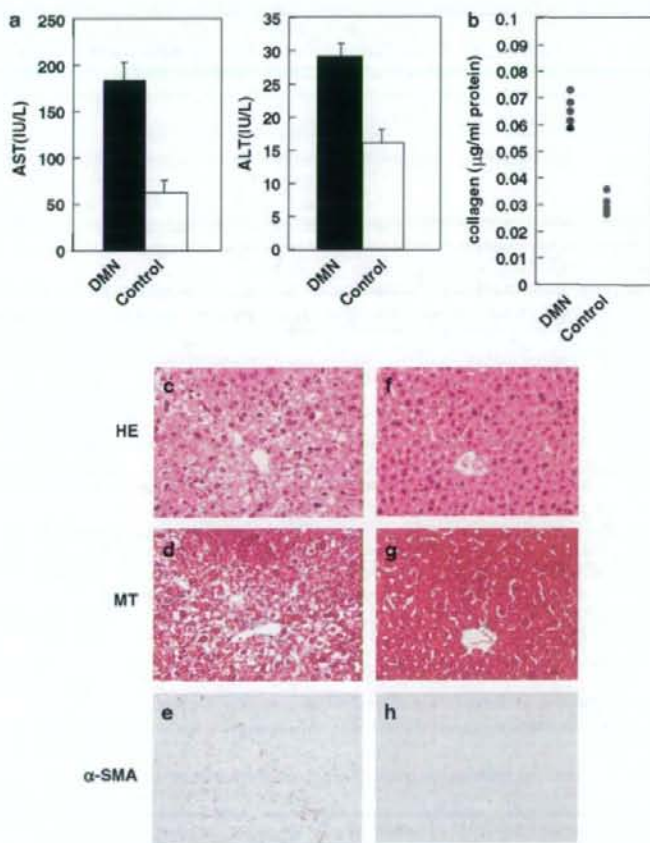 a
AST(IU/L)
250
200
150
100
50
0
DMN
Control
ALT(IU/L)
35
30
25
20
15
10
5
0
DMN
Control
b
collagen (μg/ml protein)
0.1
0.09
0.08
0.07
0.06
0.05
0.04
0.03
0.02
0.01
0
DMN
Control
HE
c
f
MT
d
g
α-SMA
e
h